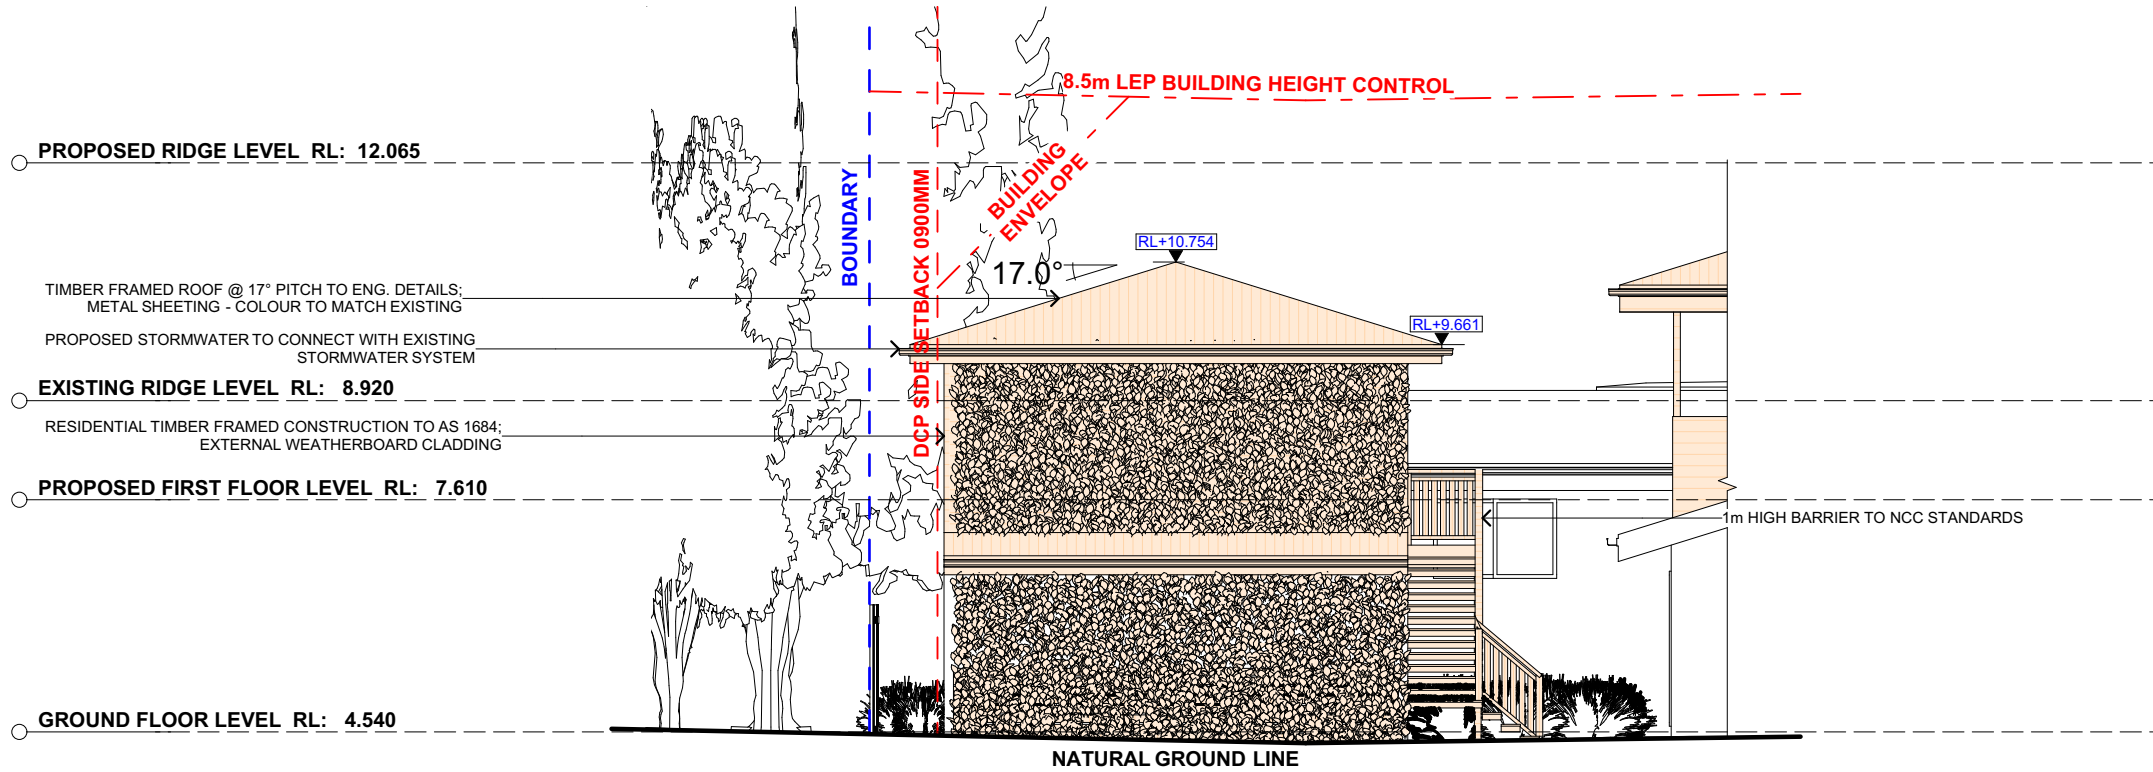 8.5m LEP BUILDING HEIGHT CONTROL
PROPOSED RIDGE LEVEL RL: 12.065
BOUNDARY
DCP SIDE SETBACK 0900MM
BUILDING
ENVELOPE
RL+10.754
17.0°
TIMBER FRAMED ROOF @ 17° PITCH TO ENG. DETAILS;
METAL SHEETING - COLOUR TO MATCH EXISTING
RL+9.661
PROPOSED STORMWATER TO CONNECT WITH EXISTING
STORMWATER SYSTEM
EXISTING RIDGE LEVEL RL: 8.920
RESIDENTIAL TIMBER FRAMED CONSTRUCTION TO AS 1684;
EXTERNAL WEATHERBOARD CLADDING
PROPOSED FIRST FLOOR LEVEL RL: 7.610
1m HIGH BARRIER TO NCC STANDARDS
GROUND FLOOR LEVEL RL: 4.540
NATURAL GROUND LINE